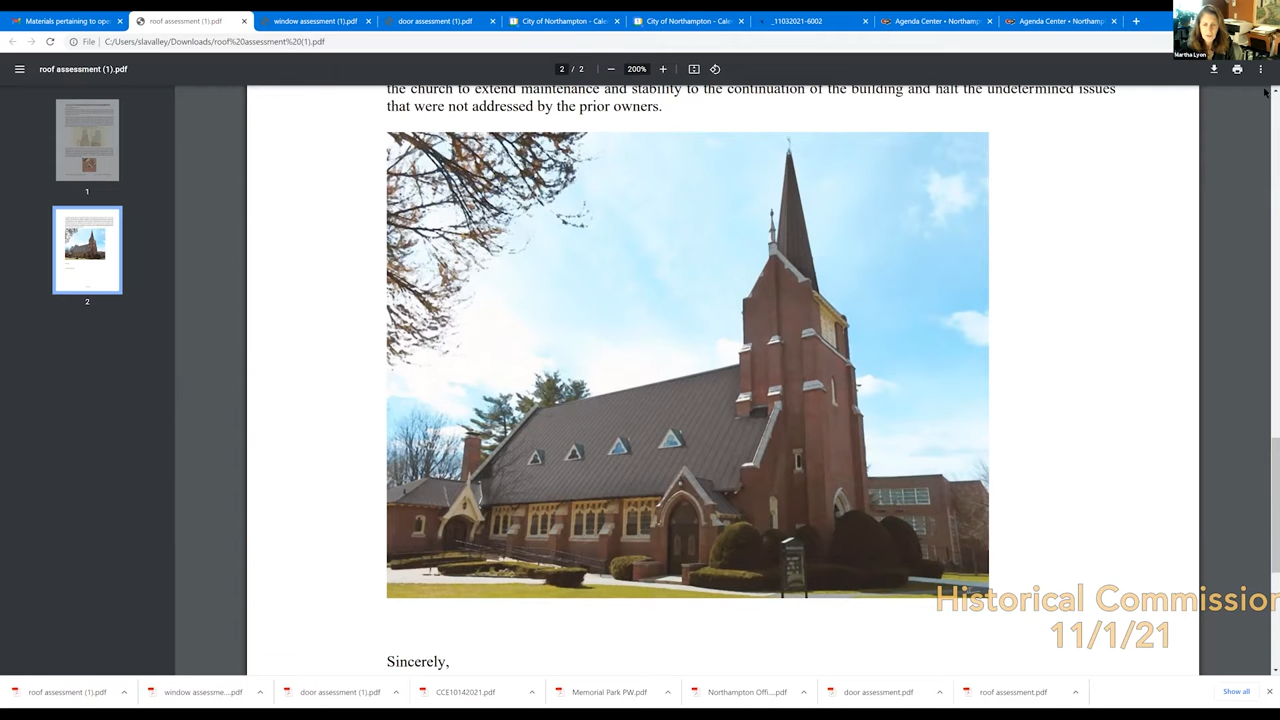 Materials pertaining to open
roof assessment (1).pdf
window assessment (1).pdf
door assessment (1).pdf
City of Northampton - Cale
City of Northampton - Cale
_11032021-6002
Agenda Center • Northamp
Agenda Center • Northamp
File
C:/Users/slavalley/Downloads/roof%20assessment%20(1).pdf
Martha Lyon
roof assessment (1).pdf
2 / 2
200%
the church to extend maintenance and stability to the continuation of the building and halt the undetermined issues
that were not addressed by the prior owners.
1
2
Historical Commission
11/1/21
Sincerely,
roof assessment (1).pdf
window assessme....pdf
door assessment (1).pdf
CCE10142021.pdf
Memorial Park PW.pdf
Northampton Offi....pdf
door assessment.pdf
roof assessment.pdf
Show all